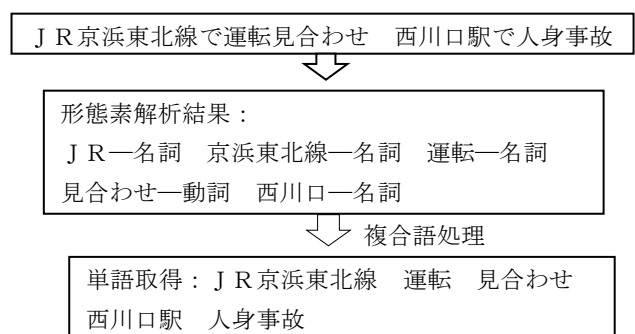 ＪＲ京浜東北線で運転見合わせ　西川口駅で人身事故
形態素解析結果：
ＪＲ―名詞　京浜東北線―名詞　運転―名詞
見合わせ―動詞　西川口―名詞
複合語処理
単語取得：ＪＲ京浜東北線　運転　見合わせ
西川口駅　人身事故